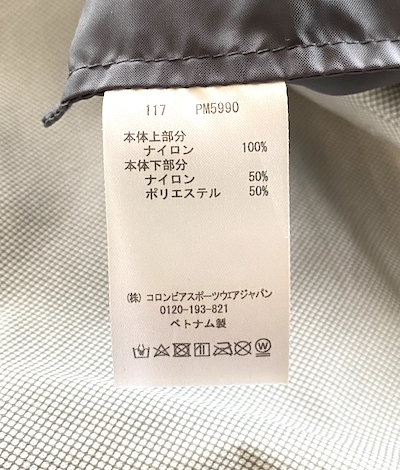 117 PM5990
本体上部分
ナイロン 100%
本体下部分
ナイロン 50%
ポリエステル 50%
(株) コロンビアスポーツウエアジャパン
0120-193-821
ベトナム製